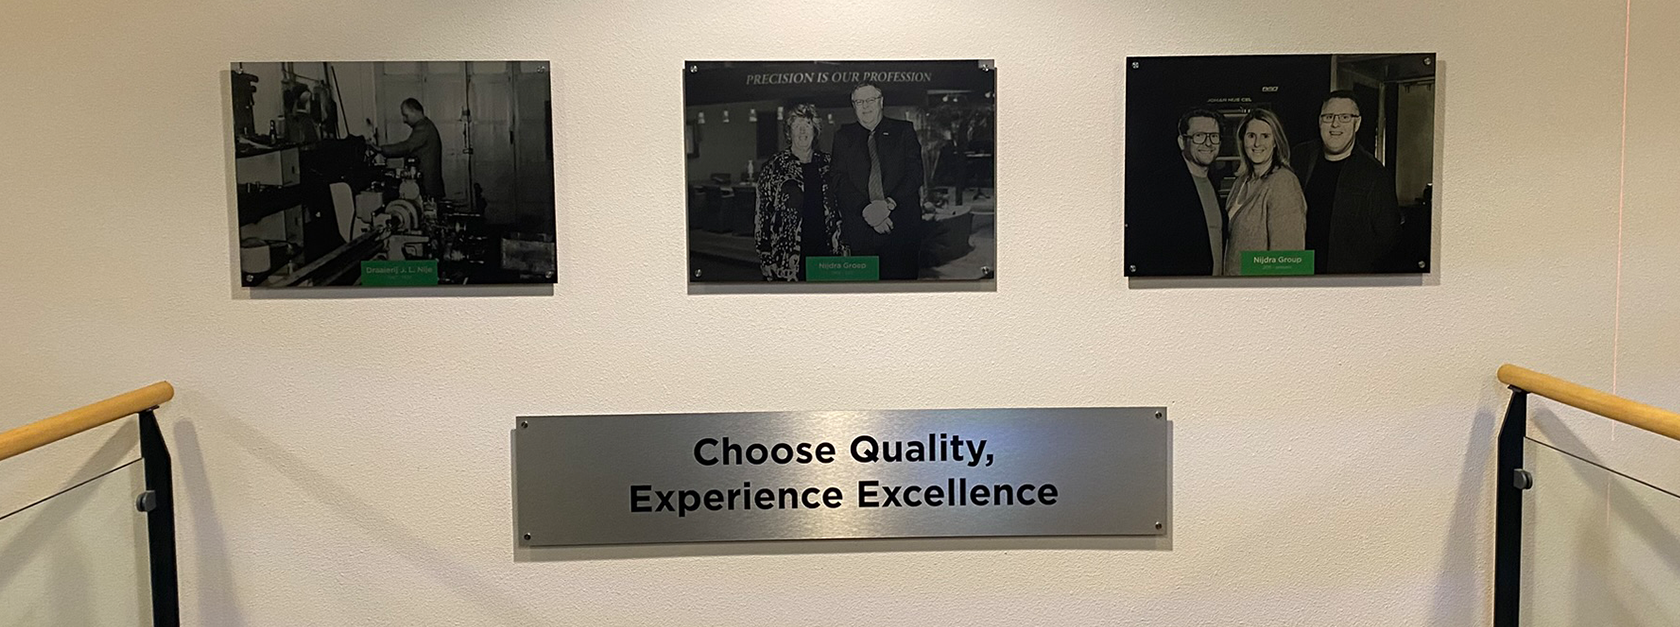 Draaierij J. L. Nije
PRECISION IS OUR PROFESSION
Nijdra Groep
Nijdra Group
Choose Quality,
Experience Excellence